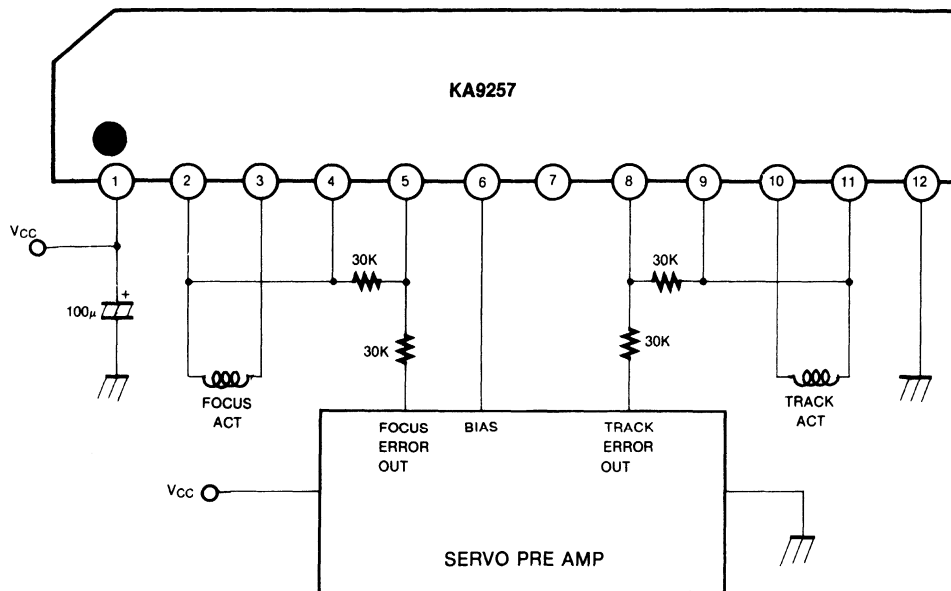 KA9257
1 2 3 4 5 6 7 8 9 10 11 12
VCC
30K
30K
+
100μ
30K
30K
FOCUS
ACT
TRACK
ACT
FOCUS
ERROR
OUT
BIAS
TRACK
ERROR
OUT
VCC
SERVO PRE AMP